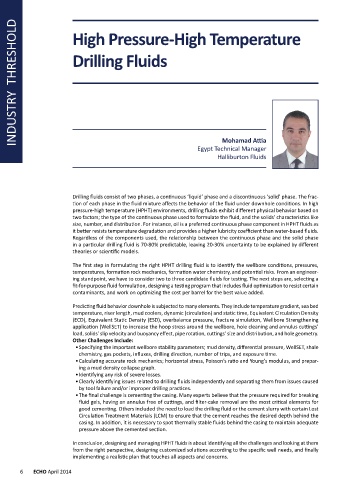 INDUSTRY THRESHOLD
High Pressure-High Temperature
Drilling Fluids
Mohamad Attia
Egypt Technical Manager
Halliburton Fluids
Drilling fluids consist of two phases, a continuous 'liquid' phase and a discontinuous 'solid' phase. The frac-
tion of each phase in the fluid mixture affects the behavior of the fluid under downhole conditions. In high
pressure-high temperature (HPHT) environments, drilling fluids exhibit different physical behavior based on
two factors; the type of the continuous phase used to formulate the fluid, and the solids' characteristics like
size, number, and distribution. For instance, oil is a preferred continuous phase component in HPHT fluids as
it better resists temperature degradation and provides a higher lubricity coefficient than water-based fluids.
Regardless of the components used, the relationship between the continuous phase and the solid phase
in a particular drilling fluid is 70-80% predictable, leaving 20-30% uncertainty to be explained by different
theories or scientific models.
The first step in formulating the right HPHT drilling fluid is to identify the wellbore conditions, pressures,
temperatures, formation rock mechanics, formation water chemistry, and potential risks. From an engineer-
ing standpoint, we have to consider two to three candidate fluids for testing. The next steps are, selecting a
fit-for-purpose fluid formulation, designing a testing program that includes fluid optimization to resist certain
contaminants, and work on optimizing the cost per barrel for the best value added.
Predicting fluid behavior downhole is subjected to many elements. They include temperature gradient, sea bed
temperature, riser length, mud coolers, dynamic (circulation) and static time, Equivalent Circulation Density
(ECD), Equivalent Static Density (ESD), overbalance pressure, fracture simulation, Wellbore Strengthening
application (WellSET) to increase the hoop stress around the wellbore, hole cleaning and annulus cuttings'
load, solids' slip velocity and buoyancy effect, pipe rotation, cuttings' size and distribution, and hole geometry.
Other Challenges Include:
• Specifying the important wellbore stability parameters; mud density, differential pressure, WellSET, shale
chemistry, gas pockets, influxes, drilling direction, number of trips, and exposure time.
• Calculating accurate rock mechanics, horizontal stress, Poisson's ratio and Young's modulus, and prepar-
ing a mud density collapse graph.
• Identifying any risk of severe losses.
• Clearly identifying issues related to drilling fluids independently and separating them from issues caused
by tool failure and/or improper drilling practices.
• The final challenge is cementing the casing. Many experts believe that the pressure required for breaking
fluid gels, having an annulus free of cuttings, and filter-cake removal are the most critical elements for
good cementing. Others included the need to load the drilling fluid or the cement slurry with certain Lost
Circulation Treatment Materials (LCM) to ensure that the cement reaches the desired depth behind the
casing. In addition, it is necessary to spot thermally stable fluids behind the casing to maintain adequate
pressure above the cemented section.
In conclusion, designing and managing HPHT fluids is about identifying all the challenges and looking at them
from the right perspective, designing customized solutions according to the specific well needs, and finally
implementing a realistic plan that touches all aspects and concerns.
6 ECHO April 2014